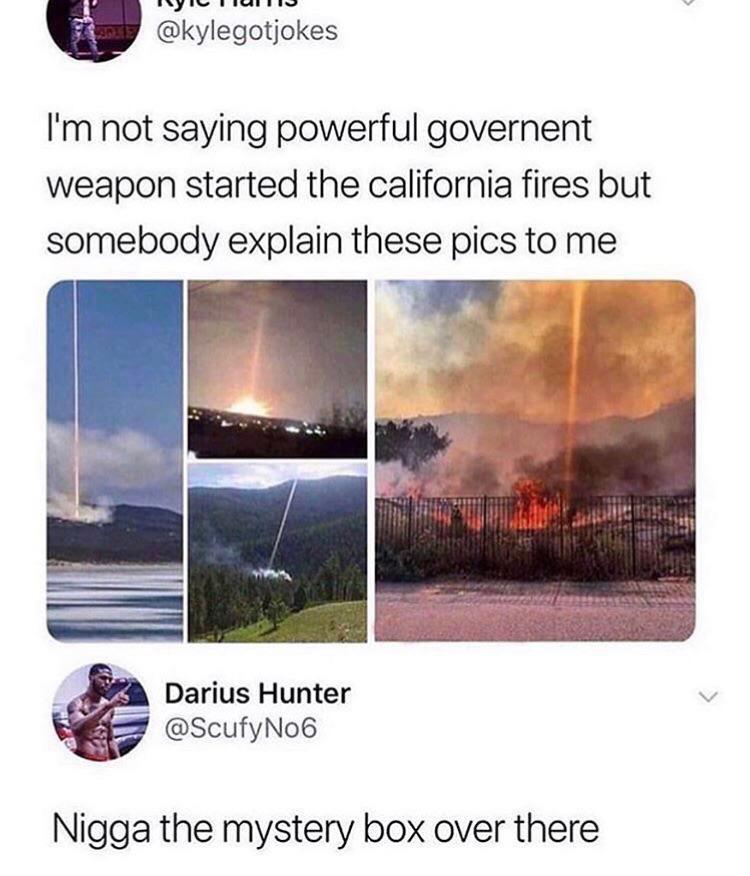 @kylegotjokes
I'm not saying powerful governent
weapon started the california fires but
somebody explain these pics to me
Darius Hunter
@ScufyNo6
Nigga the mystery box over there